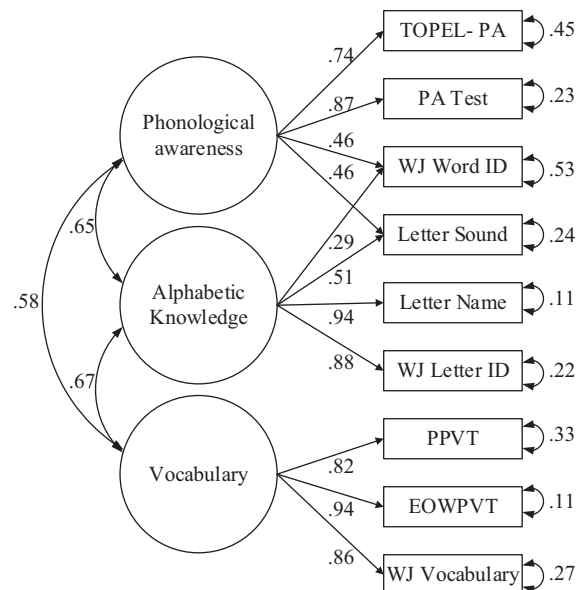 TOPEL- PA
.45
.74
PA Test
.23
.87
Phonological
awareness
.46
WJ Word ID
.53
.46
Letter Sound
.24
.65
.29
.51
Alphabetic
Knowledge
Letter Name
.11
.58
.94
.88
WJ Letter ID
.22
.67
PPVT
.33
.82
Vocabulary
EOWPVT
.11
.94
.86
WJ Vocabulary
.27